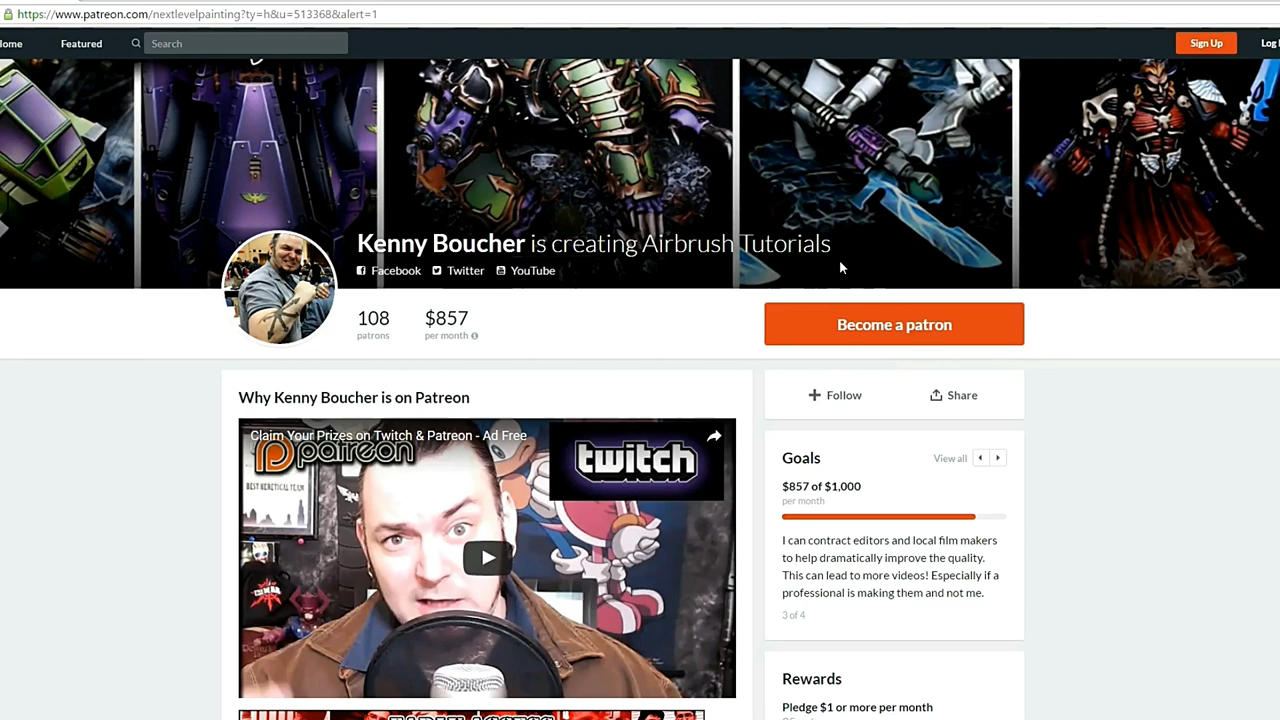 https://www.patreon.com/nextlevelpainting?ty=h&u=513368&alert=1
Home Featured Search Sign Up Log
Kenny Boucher is creating Airbrush Tutorials
Facebook Twitter YouTube
108 $857
patrons per month
Become a patron
Why Kenny Boucher is on Patreon
Follow Share
Claim Your Prizes on Twitch & Patreon - Ad Free
patreon
twitch
BEST HERETICAL TEAM
Goals View all
$857 of $1,000
per month
I can contract editors and local film makers
to help dramatically improve the quality.
This can lead to more videos! Especially if a
professional is making them and not me.
3 of 4
Rewards
Pledge $1 or more per month